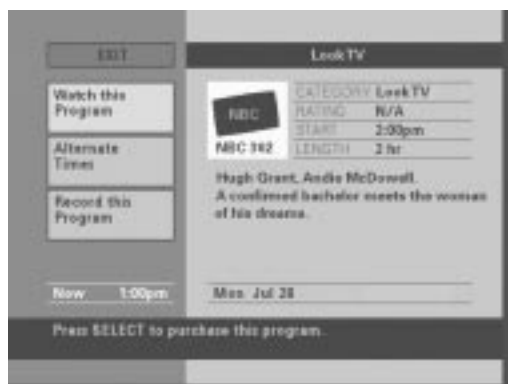 EXIT
LookTV
Watch this
Program
Alternate
Times
Record this
Program
NBC
NBC 302
CATEGORY LookTV
RATING N/A
START 2:00pm
LENGTH 2 hr
Hugh Grant, Andie McDowell.
A confirmed bachelor meets the woman
of his dreams.
Now 1:00pm
Mon Jul 28
Press SELECT to purchase this program.